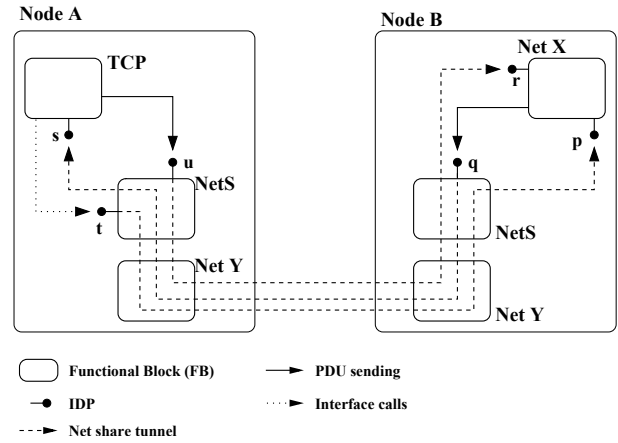 Node A
Node B
TCP
Net X
r
s
p
u
q
NetS
t
NetS
Net Y
Net Y
Functional Block (FB)
PDU sending
IDP
Interface calls
Net share tunnel